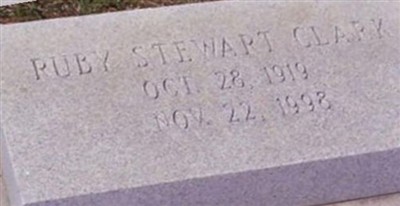 RUBY STEWART CLARK
OCT. 28, 1919
NOV. 22, 1998